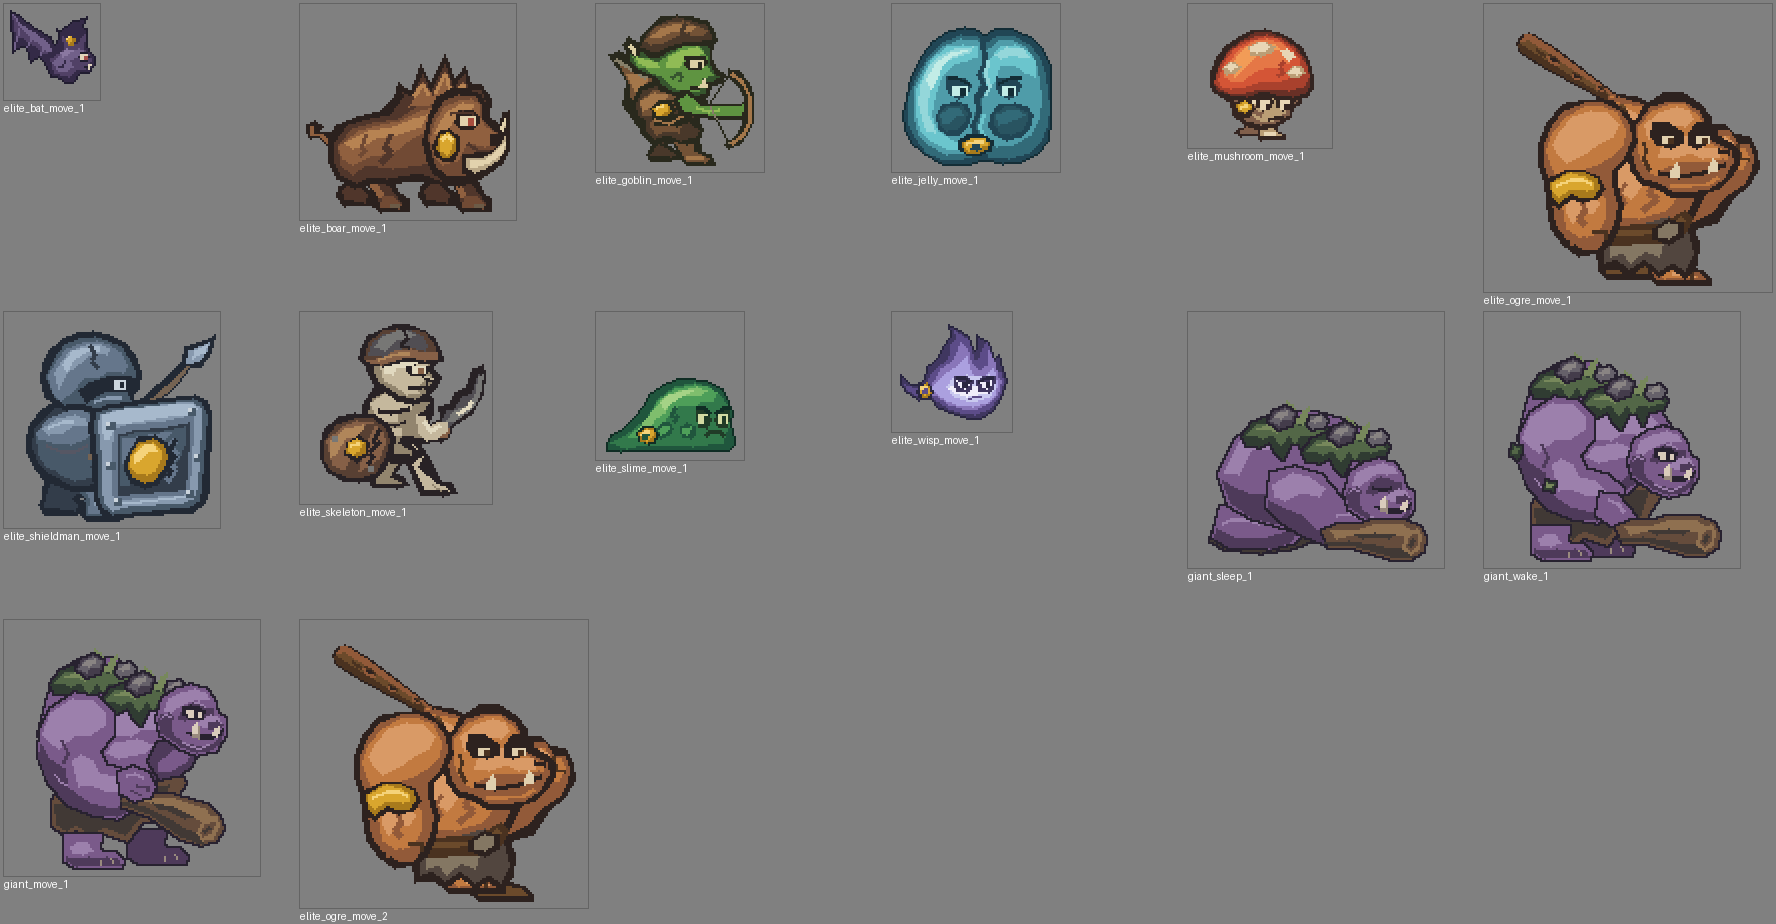 elite_bat_move_1
elite_boar_move_1
elite_goblin_move_1
elite_jelly_move_1
elite_mushroom_move_1
elite_ogre_move_1
elite_shieldman_move_1
elite_skeleton_move_1
elite_slime_move_1
elite_wisp_move_1
giant_sleep_1
giant_wake_1
giant_move_1
elite_ogre_move_2